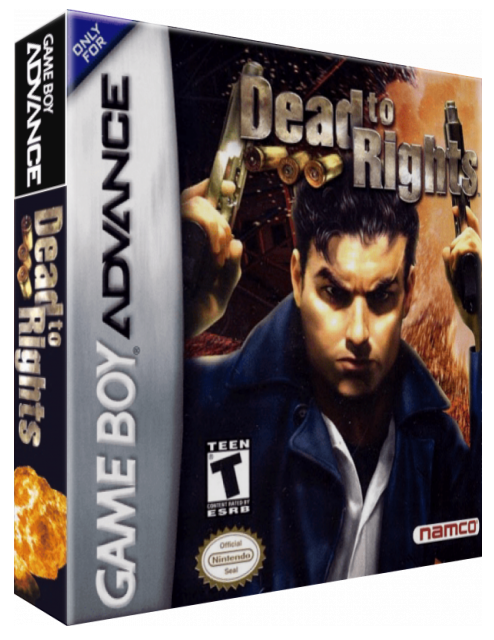 GAME BOY
ADVANCE
Dead to
Rights
ONLY
FOR
GAME BOY ADVANCE
Dead to
Rights
TEEN
T
CONTENT RATED BY
ESRB
Official
Nintendo
Seal
namco